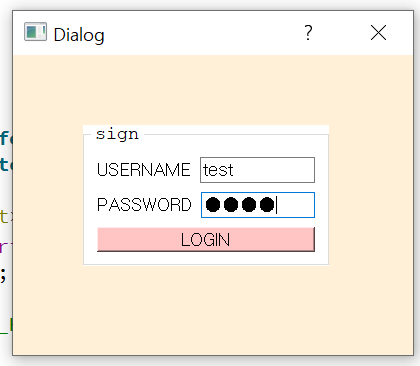 Dialog ?
sign
USERNAME test
PASSWORD ●●●●
LOGIN